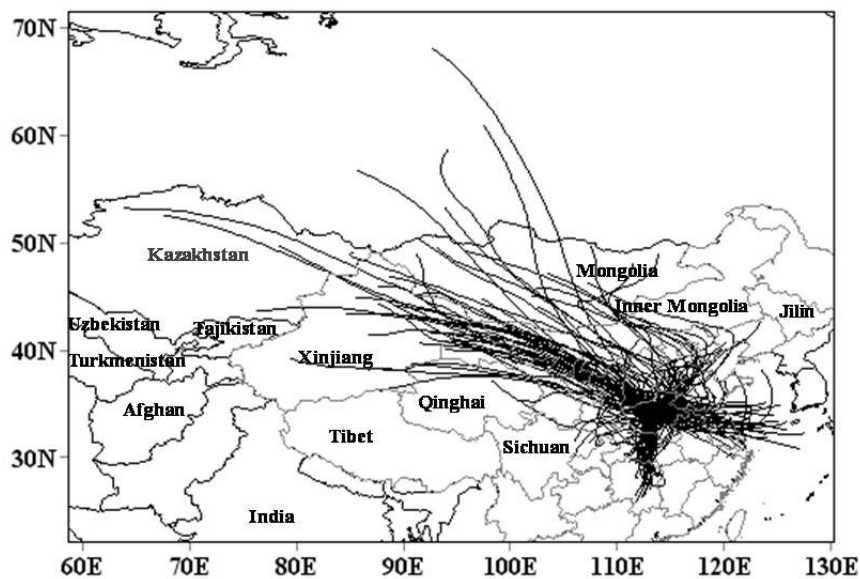 70N
60N
50N
Kazakhstan
Mongolia
Inner Mongolia
Jilin
Uzbekistan
Tajikistan
40N
Turkmenistan
Xinjiang
Afghan
Qinghai
Tibet
Sichuan
30N
India
60E 70E 80E 90E 100E 110E 120E 130E